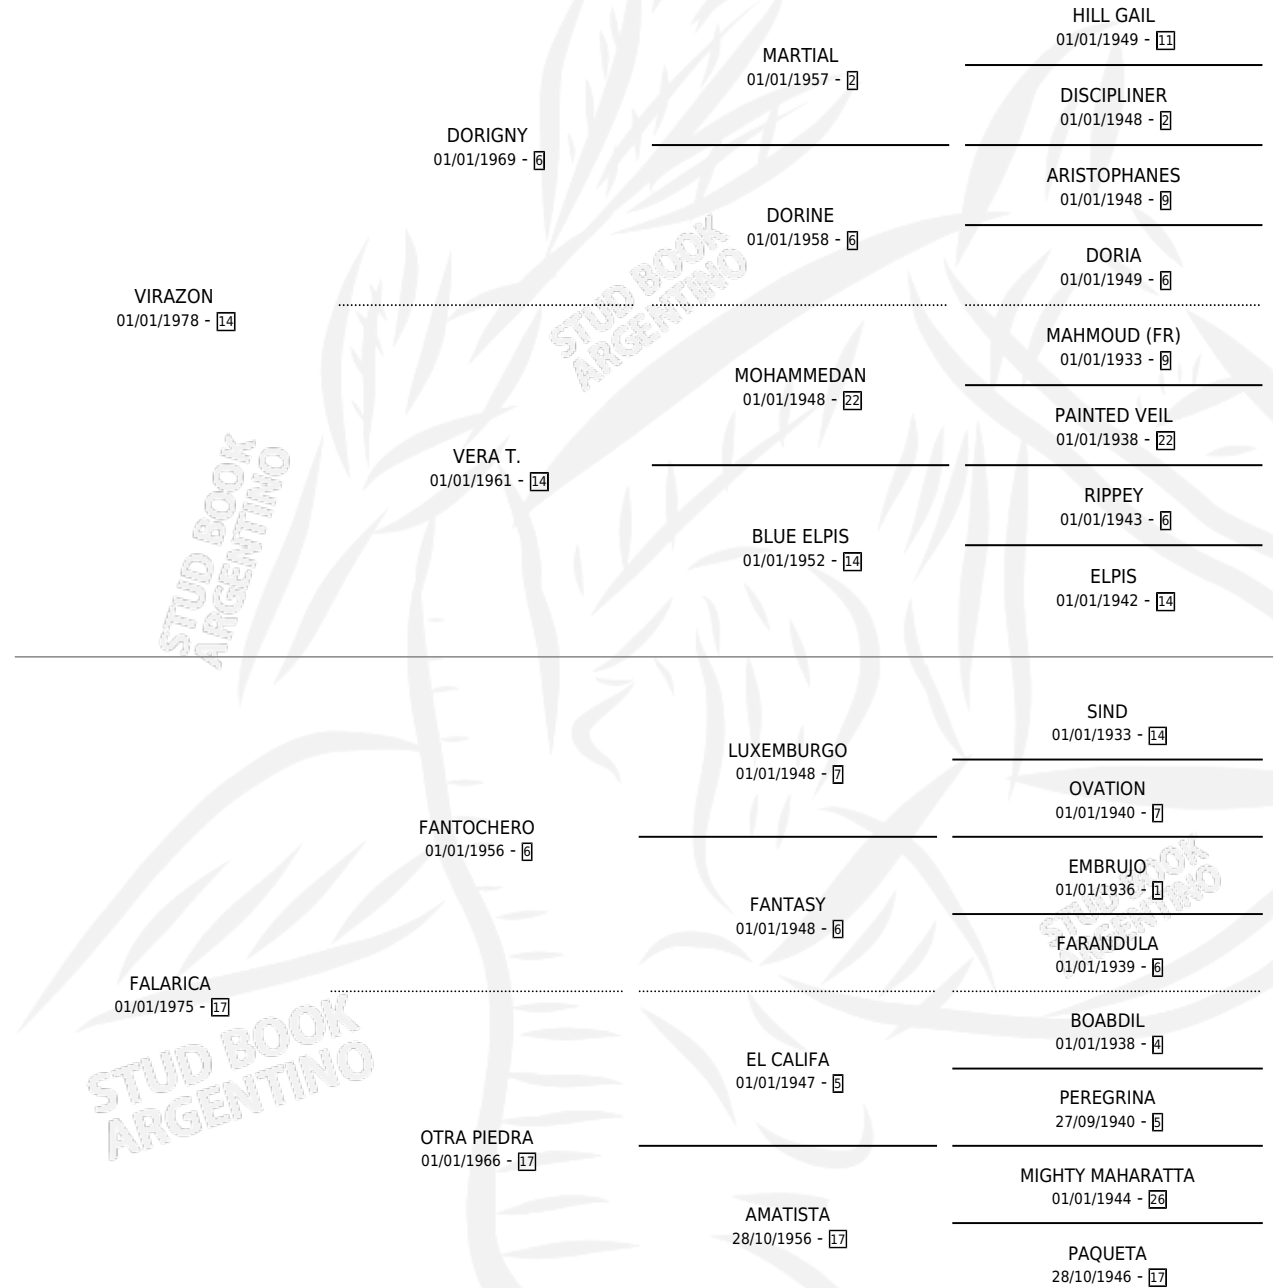 HILL GAIL
01/01/1949 - 11
MARTIAL
01/01/1957 - 2
DISCIPLINER
01/01/1948 - 2
DORIGNY
01/01/1969 - 6
ARISTOPHANES
01/01/1948 - 9
DORINE
01/01/1958 - 6
DORIA
01/01/1949 - 6
VIRAZON
01/01/1978 - 14
MAHMOUD (FR)
01/01/1933 - 9
MOHAMMEDAN
01/01/1948 - 22
PAINTED VEIL
01/01/1938 - 22
VERA T.
01/01/1961 - 14
RIPPEY
01/01/1943 - 6
BLUE ELPIS
01/01/1952 - 14
ELPIS
01/01/1942 - 14
SIND
01/01/1933 - 14
LUXEMBURGO
01/01/1948 - 7
OVATION
01/01/1940 - 7
FANTOCHERO
01/01/1956 - 6
EMBRUJO
01/01/1936 - 1
FANTASY
01/01/1948 - 6
FARANDULA
01/01/1939 - 6
FALARICA
01/01/1975 - 17
BOABDIL
01/01/1938 - 4
EL CALIFA
01/01/1947 - 5
PEREGRINA
27/09/1940 - 5
OTRA PIEDRA
01/01/1966 - 17
MIGHTY MAHARATTA
01/01/1944 - 26
AMATISTA
28/10/1956 - 17
PAQUETA
28/10/1946 - 17
STUD BOOK
ARGENTINO
STUD BOOK
ARGENTINO
STUD BOOK
ARGENTINO
STUD BOOK
ARGENTINO